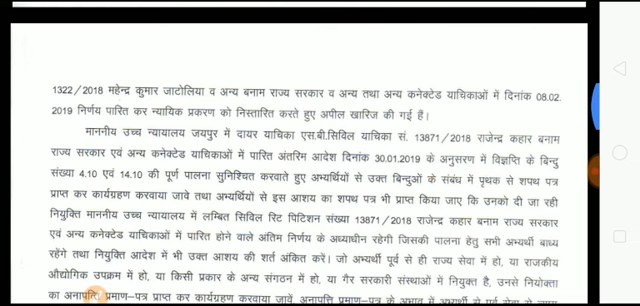 1322/2018 महेन्द्र कुमार जाटोलिया व अन्य बनाम राज्य सरकार व अन्य तथा अन्य कनेक्टेड याचिकाओं में दिनांक 08.02.
2019 निर्णय पारित कर न्यायिक प्रकरण को निस्तारित करते हुए अपील खारिज की गई हैं।
माननीय उच्च न्यायालय जयपुर में दायर याचिका एस.बी.सिविल याचिका सं. 13871/2018 राजेन्द्र कहार बनाम
राज्य सरकार एवं अन्य कनेक्टेड याचिकाओं में पारित अंतरिम आदेश दिनांक 30.01.2019 के अनुसरण में विज्ञप्ति के बिन्दु
संख्या 4.10 एवं 14.10 की पूर्ण पालना सुनिश्चित करवाते हुए अभ्यर्थियों से उक्त बिन्दुओं के संबंध में पृथक से शपथ पत्र
प्राप्त कर कार्यग्रहण करवाया जावे तथा अभ्यर्थियों से इस आशय का शपथ पत्र भी प्राप्त किया जाए कि उनको दी जा रही
नियुक्ति माननीय उच्च न्यायालय में लम्बित सिविल रिट पिटिशन संख्या 13871/2018 राजेन्द्र कहार बनाम राज्य सरकार
एवं अन्य कनेक्टेड याचिकाओं में पारित होने वाले अंतिम निर्णय के अध्याधीन रहेगी जिसकी पालना हेतु सभी अभ्यर्थी बाध्य
रहेंगे तथा नियुक्ति आदेश में भी उक्त आशय की शर्त अंकित करें। जो अभ्यर्थी पूर्व से ही राज्य सेवा में हो, या राजकीय
औद्योगिक उपक्रम में हो, या किसी प्रकार के अन्य संगठन में हो, या गैर सरकारी संस्थाओं में नियुक्त है, उनसे नियोक्ता
का अनापत्ति प्रमाण–पत्र प्राप्त कर कार्यग्रहण करवाया जावें, अनापत्ति प्रमाण–पत्र के अभाव में अभ्यर्थी से पूर्व सेवा से